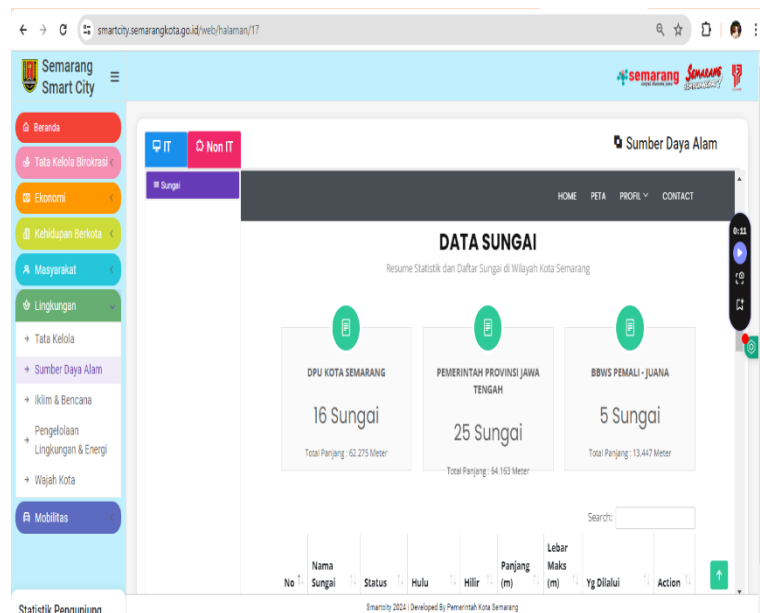 smartcity.semarangkota.go.id/web/halaman/17
Semarang
Smart City
semarang
SEMARANG
Beranda
Tata Kelola Birokrasi
Ekonomi
Kehidupan Berkota
Masyarakat
Lingkungan
Tata Kelola
Sumber Daya Alam
Iklim & Bencana
Pengelolaan
Lingkungan & Energi
Wajah Kota
Mobilitas
Statistik Pengunjung
IT
Non IT
Sumber Daya Alam
Sungai
HOME PETA PROFIL CONTACT
DATA SUNGAI
Resume Statistik dan Daftar Sungai di Wilayah Kota Semarang
DPU KOTA SEMARANG
16 Sungai
Total Panjang : 62.275 Meter
PEMERINTAH PROVINSI JAWA
TENGAH
25 Sungai
Total Panjang : 64.163 Meter
BBWS PEMALI - JUANA
5 Sungai
Total Panjang : 13.447 Meter
Search:
No
Nama
Sungai
Status
Hulu
Hilir
Panjang
(m)
Lebar
Maks
(m)
Yg Dilalui
Action
0:11
Smartcity 2024 | Developed By Pemerintah Kota Semarang